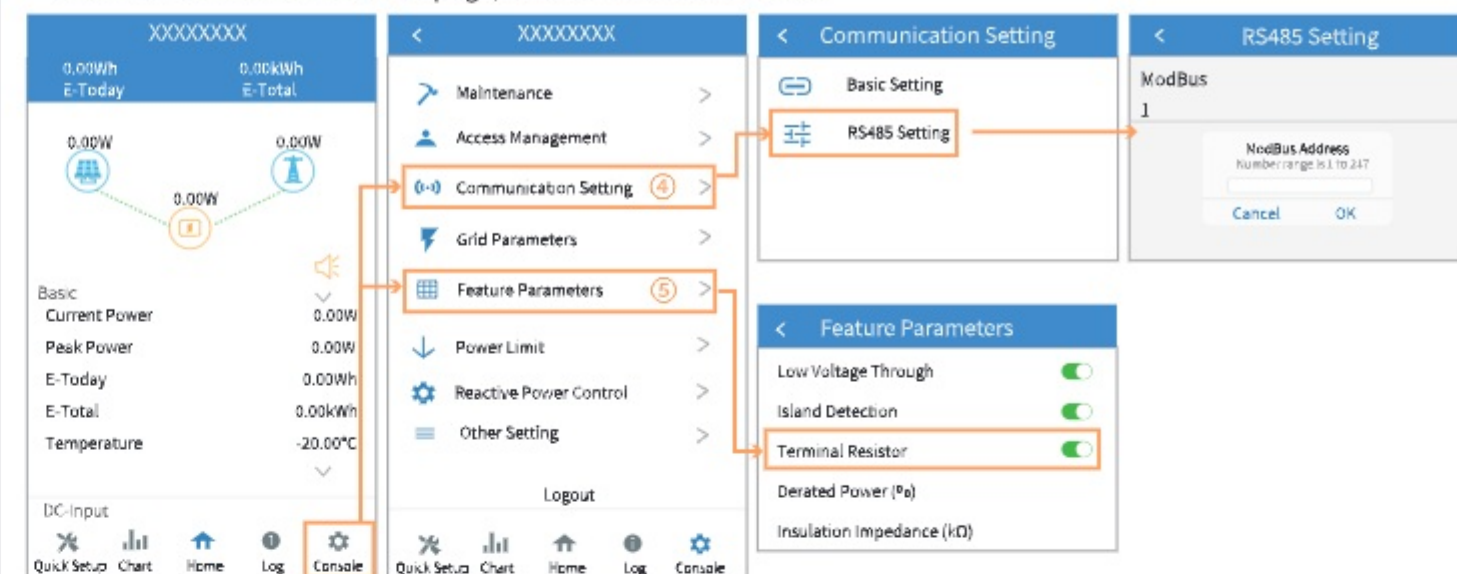 XXXXXXXX
0.00Wh
0.00kWh
E-Today
E-Total
0.00W
0.00W
0.00W
Basic
Current Power
0.00W
Peak Power
0.00W
E-Today
0.00Wh
E-Total
0.00kWh
Temperature
-20.00°C
DC-Input
Quick Setup
Chart
Home
Log
Console
< XXXXXXXX
Maintenance >
Access Management >
Communication Setting ④ >
Grid Parameters >
Feature Parameters ⑤ >
Power Limit >
Reactive Power Control >
Other Setting >
Logout
Quick Setup
Chart
Home
Log
Console
< Communication Setting
Basic Setting
RS485 Setting
< RS485 Setting
ModBus
1
ModBus Address
Number range is 1 to 247
Cancel
OK
< Feature Parameters
Low Voltage Through
Island Detection
Terminal Resistor
Derated Power (%)
Insulation Impedance (kΩ)